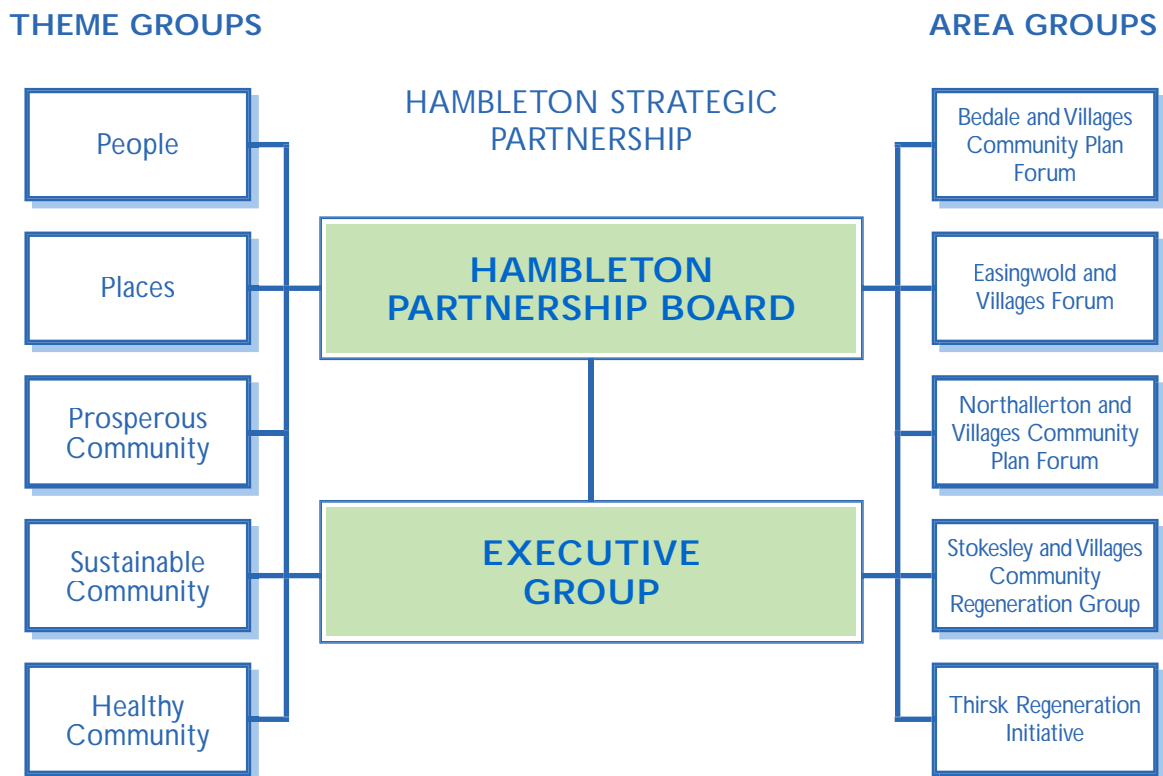 THEME GROUPS
AREA GROUPS
HAMBLETON STRATEGIC
PARTNERSHIP
People
Places
Prosperous
Community
Sustainable
Community
Healthy
Community
HAMBLETON
PARTNERSHIP BOARD
EXECUTIVE
GROUP
Bedale and Villages
Community Plan
Forum
Easingwold and
Villages Forum
Northallerton and
Villages Community
Plan Forum
Stokesley and Villages
Community
Regeneration Group
Thirsk Regeneration
Initiative